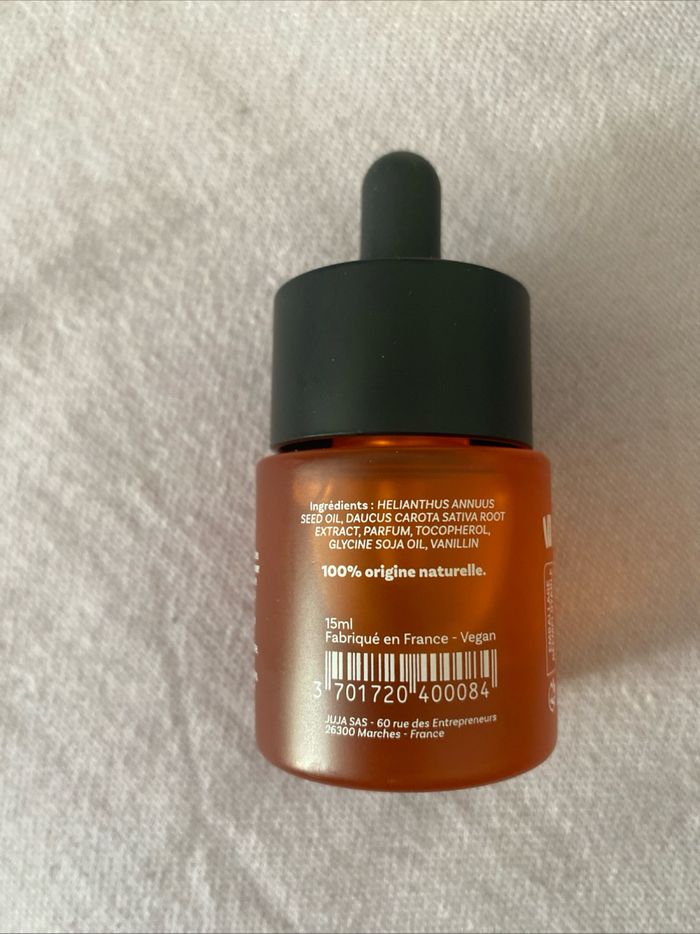 Ingrédients : HELIANTHUS ANNUUS
SEED OIL, DAUCUS CAROTA SATIVA ROOT
EXTRACT, PARFUM, TOCOPHEROL,
GLYCINE SOJA OIL, VANILLIN
100% origine naturelle.
15ml
Fabriqué en France - Vegan
3 701720 400084
JUJA SAS - 60 rue des Entrepreneurs
26300 Marches - France